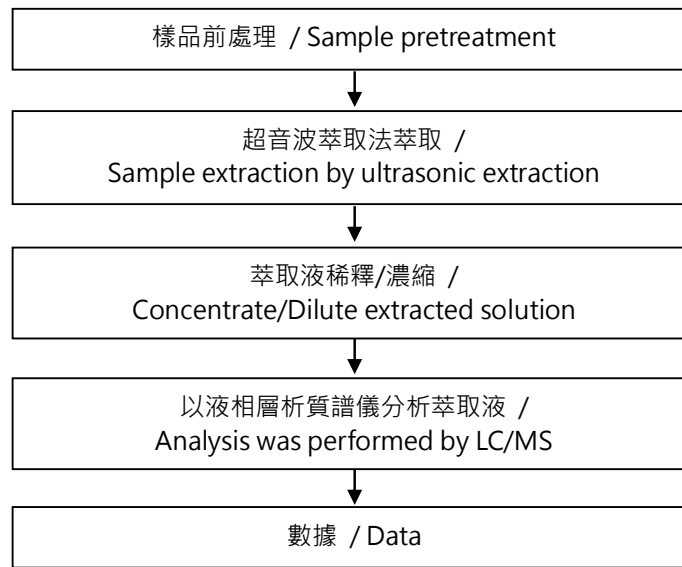 樣品前處理 / Sample pretreatment
超音波萃取法萃取 /
Sample extraction by ultrasonic extraction
萃取液稀釋/濃縮 /
Concentrate/Dilute extracted solution
以液相層析質譜儀分析萃取液 /
Analysis was performed by LC/MS
數據 / Data